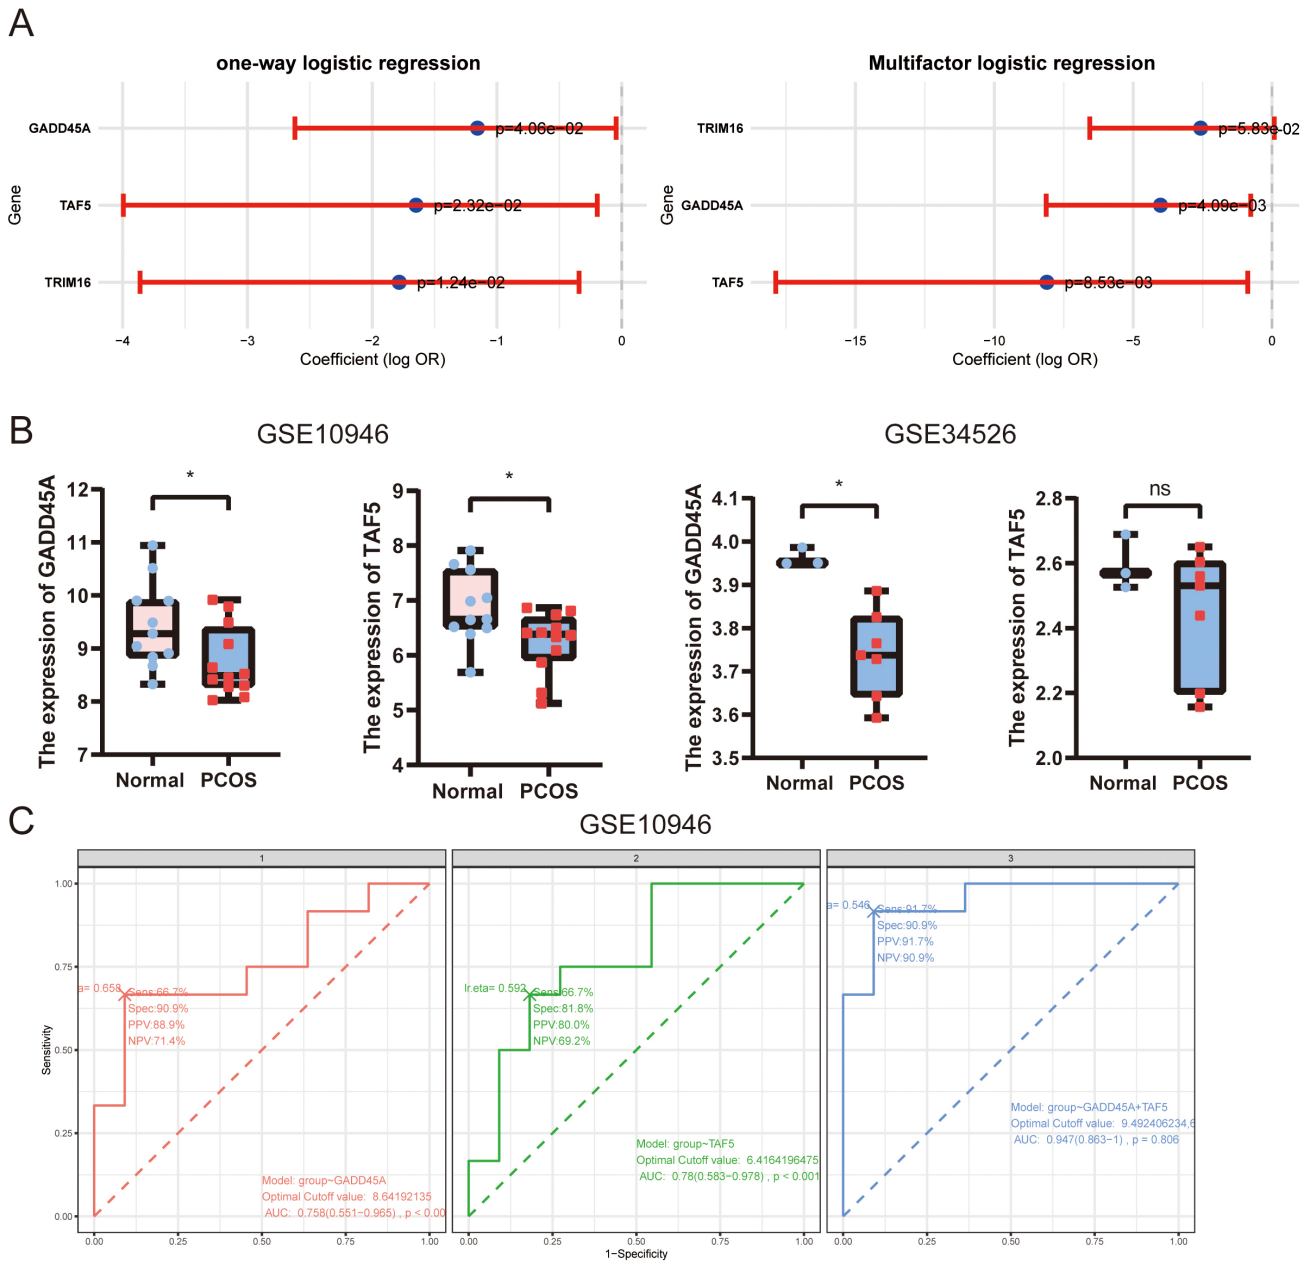 A
one-way logistic regression
Gene
GADD45A
p=4.06e−02
TAF5
p=2.32e−02
TRIM16
p=1.24e−02
−4 −3 −2 −1 0
Coefficient (log OR)
Multifactor logistic regression
Gene
TRIM16
p=5.83e−02
GADD45A
p=4.09e−03
TAF5
p=8.53e−03
−15 −10 −5 0
Coefficient (log OR)
B
GSE10946
The expression of GADD45A
12
11
10
9
8
7
*
Normal PCOS
The expression of TAF5
9
8
7
6
5
4
*
Normal PCOS
GSE34526
The expression of GADD45A
4.1
4.0
3.9
3.8
3.7
3.6
3.5
*
Normal PCOS
The expression of TAF5
2.8
2.6
2.4
2.2
2.0
ns
Normal PCOS
C
GSE10946
Sensitivity
1.00
0.75
0.50
0.25
0.00
1
a= 0.658
Sens:66.7%
Spec:90.9%
PPV:88.9%
NPV:71.4%
Model: group~GADD45A
Optimal Cutoff value: 8.64192135
AUC: 0.758(0.551−0.965) , p < 0.00
0.00 0.25 0.50 0.75 1.00
2
lr.eta= 0.592
Sens:66.7%
Spec:81.8%
PPV:80.0%
NPV:69.2%
Model: group~TAF5
Optimal Cutoff value: 6.4164196475
AUC: 0.78(0.583−0.978) , p < 0.001
0.00 0.25 0.50 0.75 1.00
3
a= 0.546
Sens:91.7%
Spec:90.9%
PPV:91.7%
NPV:90.9%
Model: group~GADD45A+TAF5
Optimal Cutoff value: 9.492406234,6
AUC: 0.947(0.863−1) , p = 0.806
0.00 0.25 0.50 0.75 1.00
1−Specificity